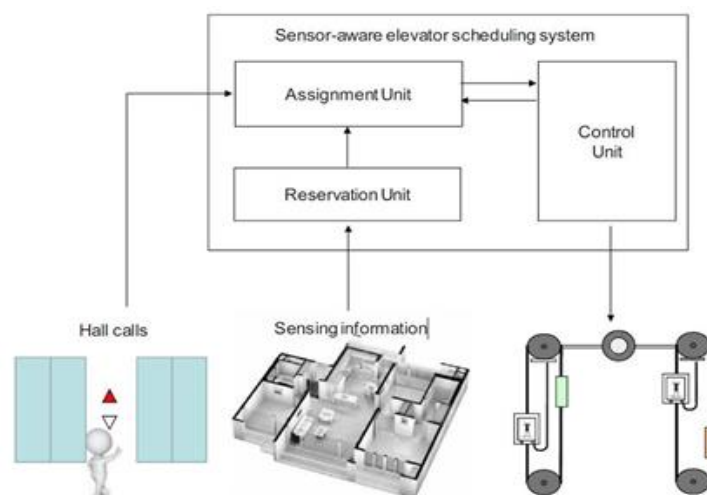 Sensor-aware elevator scheduling system
Assignment Unit
Control
Unit
Reservation Unit
Hall calls
Sensing information